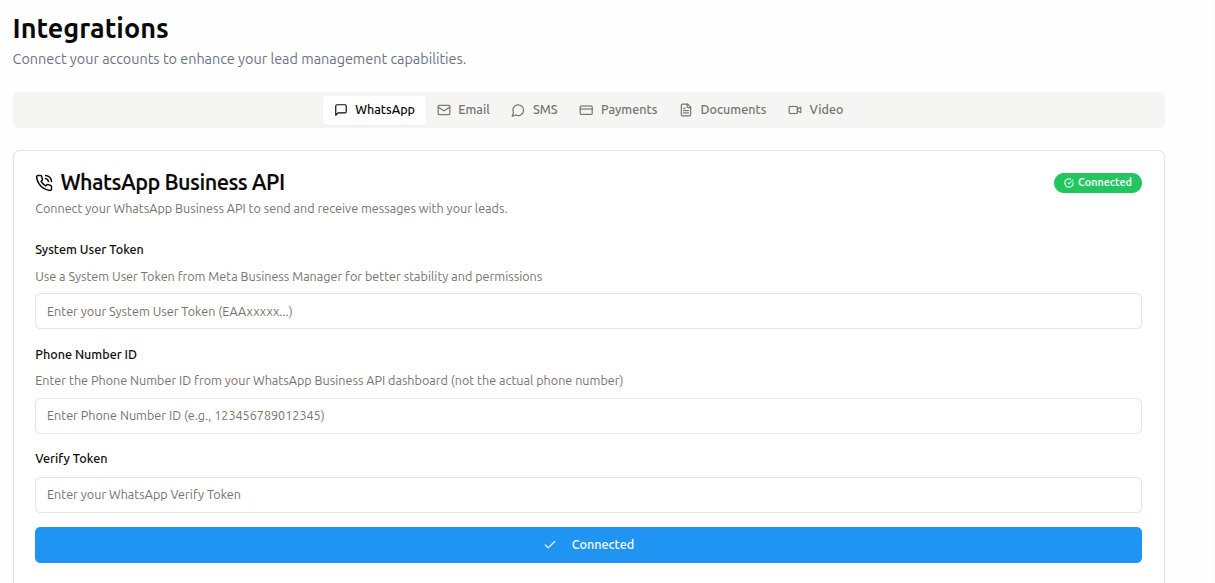 Integrations
Connect your accounts to enhance your lead management capabilities.
WhatsApp Email SMS Payments Documents Video
WhatsApp Business API
Connected
Connect your WhatsApp Business API to send and receive messages with your leads.
System User Token
Use a System User Token from Meta Business Manager for better stability and permissions
Enter your System User Token (EAAxxxxx...)
Phone Number ID
Enter the Phone Number ID from your WhatsApp Business API dashboard (not the actual phone number)
Enter Phone Number ID (e.g., 123456789012345)
Verify Token
Enter your WhatsApp Verify Token
Connected